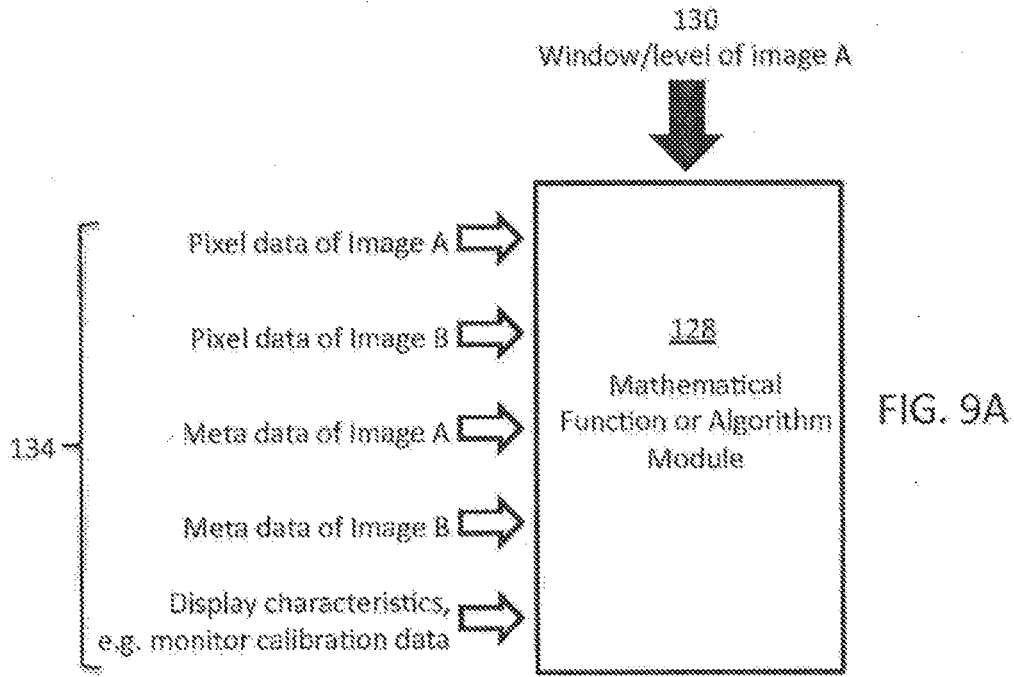 130
Window/level of image A
Pixel data of Image A
Pixel data of Image B
134
Meta data of Image A
Meta data of Image B
Display characteristics,
e.g. monitor calibration data
128
Mathematical
Function or Algorithm
Module
FIG. 9A